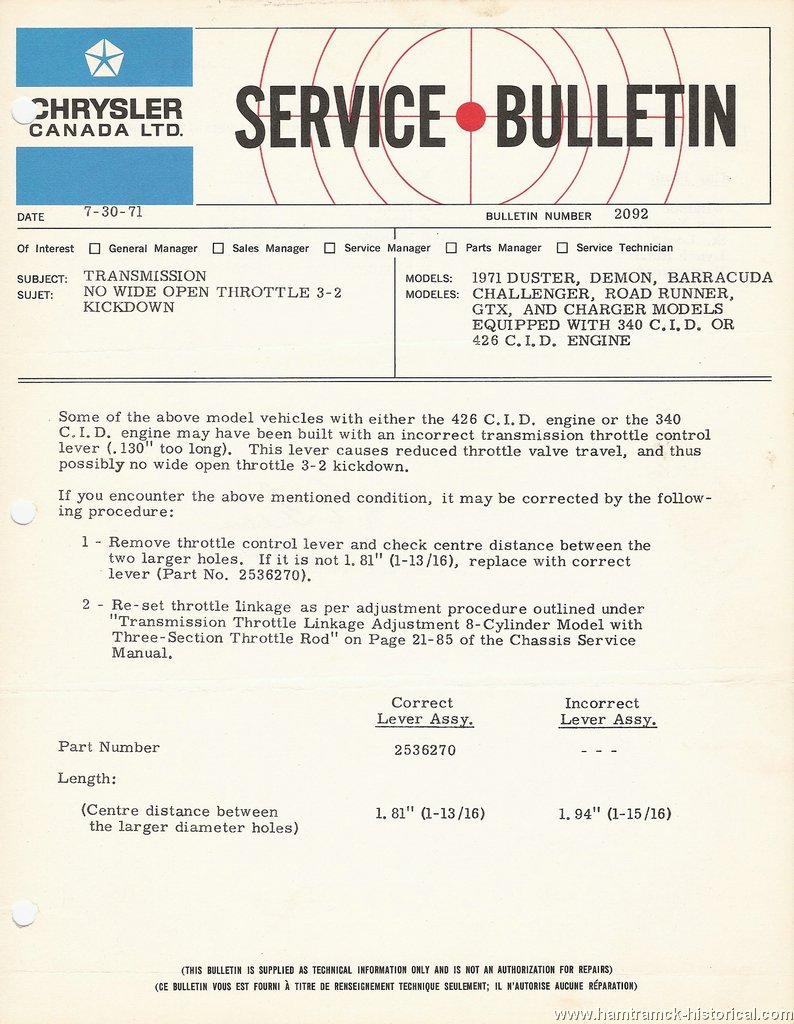 CHRYSLER
CANADA LTD.
SERVICE BULLETIN
DATE 7-30-71 BULLETIN NUMBER 2092
Of Interest General Manager Sales Manager Service Manager Parts Manager Service Technician
SUBJECT: TRANSMISSION
SUJET: NO WIDE OPEN THROTTLE 3-2
KICKDOWN
MODELS: 1971 DUSTER, DEMON, BARRACUDA
MODELES: CHALLENGER, ROAD RUNNER,
GTX, AND CHARGER MODELS
EQUIPPED WITH 340 C.I.D. OR
426 C.I.D. ENGINE
Some of the above model vehicles with either the 426 C.I.D. engine or the 340
C.I.D. engine may have been built with an incorrect transmission throttle control
lever (.130" too long). This lever causes reduced throttle valve travel, and thus
possibly no wide open throttle 3-2 kickdown.
If you encounter the above mentioned condition, it may be corrected by the follow-
ing procedure:
1 - Remove throttle control lever and check centre distance between the
two larger holes. If it is not 1.81" (1-13/16), replace with correct
lever (Part No. 2536270).
2 - Re-set throttle linkage as per adjustment procedure outlined under
"Transmission Throttle Linkage Adjustment 8-Cylinder Model with
Three-Section Throttle Rod" on Page 21-85 of the Chassis Service
Manual.
Correct Incorrect
Lever Assy. Lever Assy.
Part Number 2536270 - - -
Length:
(Centre distance between 1.81" (1-13/16) 1.94" (1-15/16)
the larger diameter holes)
(THIS BULLETIN IS SUPPLIED AS TECHNICAL INFORMATION ONLY AND IS NOT AN AUTHORIZATION FOR REPAIRS)
(CE BULLETIN VOUS EST FOURNI À TITRE DE RENSEIGNEMENT TECHNIQUE SEULEMENT; IL N'AUTORISE AUCUNE RÉPARATION)
www.hamtramck-historical.com